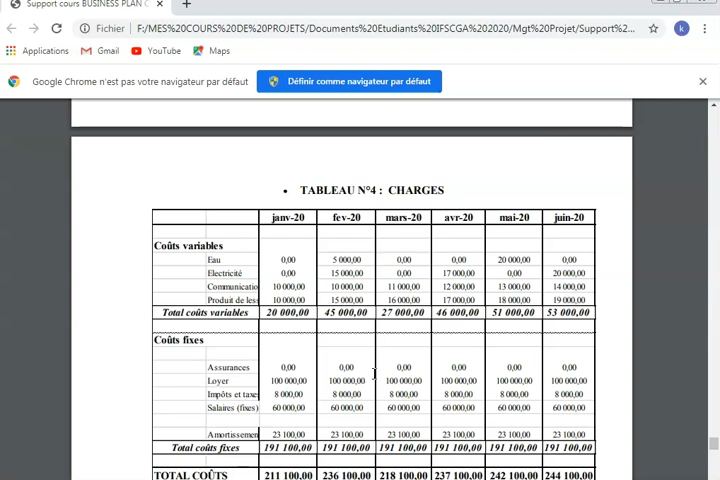 Support cours BUSINESS PLAN C
Fichier F:/MES%20COURS%20DE%20PROJETS/Documents%20Etudiants%20IFSCGA%202020/Mgt%20Projet/Support%2...
k
Applications Gmail YouTube Maps
Google Chrome n'est pas votre navigateur par défaut Définir comme navigateur par défaut
• TABLEAU N°4 : CHARGES
janv-20 fev-20 mars-20 avr-20 mai-20 juin-20
Coûts variables
Eau 0,00 5 000,00 0,00 0,00 20 000,00 0,00
Electricité 0,00 15 000,00 0,00 17 000,00 0,00 20 000,00
Communicatio 10 000,00 10 000,00 11 000,00 12 000,00 13 000,00 14 000,00
Produit de less 10 000,00 15 000,00 16 000,00 17 000,00 18 000,00 19 000,00
Total coûts variables 20 000,00 45 000,00 27 000,00 46 000,00 51 000,00 53 000,00
Coûts fixes
Assurances 0,00 0,00 0,00 0,00 0,00 0,00
Loyer 100 000,00 100 000,00 100 000,00 100 000,00 100 000,00 100 000,00
Impôts et taxe 8 000,00 8 000,00 8 000,00 8 000,00 8 000,00 8 000,00
Salaires (fixes) 60 000,00 60 000,00 60 000,00 60 000,00 60 000,00 60 000,00
Amortissemen 23 100,00 23 100,00 23 100,00 23 100,00 23 100,00 23 100,00
Total coûts fixes 191 100,00 191 100,00 191 100,00 191 100,00 191 100,00 191 100,00
TOTAL COÛTS 211 100,00 236 100,00 218 100,00 237 100,00 242 100,00 244 100,00